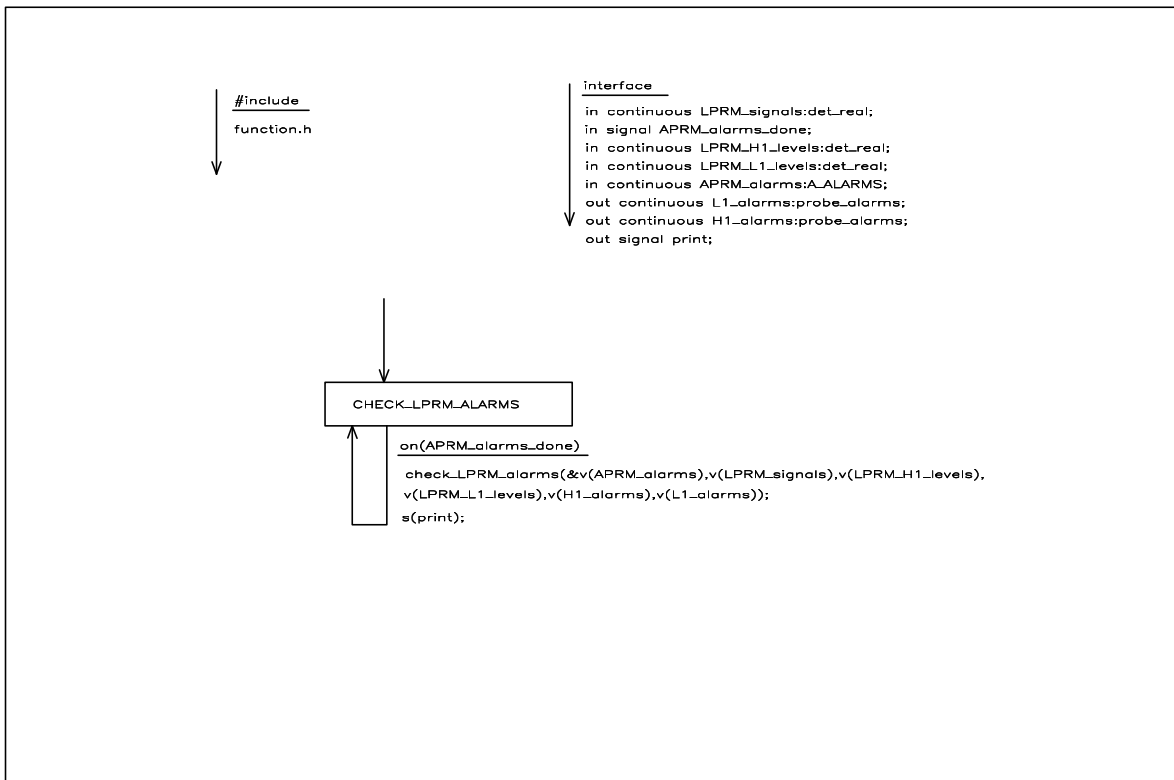 #include
function.h
interface
in continuous LPRM_signals:det_real;
in signal APRM_alarms_done;
in continuous LPRM_H1_levels:det_real;
in continuous LPRM_L1_levels:det_real;
in continuous APRM_alarms:A_ALARMS;
out continuous L1_alarms:probe_alarms;
out continuous H1_alarms:probe_alarms;
out signal print;
CHECK_LPRM_ALARMS
on(APRM_alarms_done)
check_LPRM_alarms(&v(APRM_alarms),v(LPRM_signals),v(LPRM_H1_levels),
v(LPRM_L1_levels),v(H1_alarms),v(L1_alarms));
s(print);